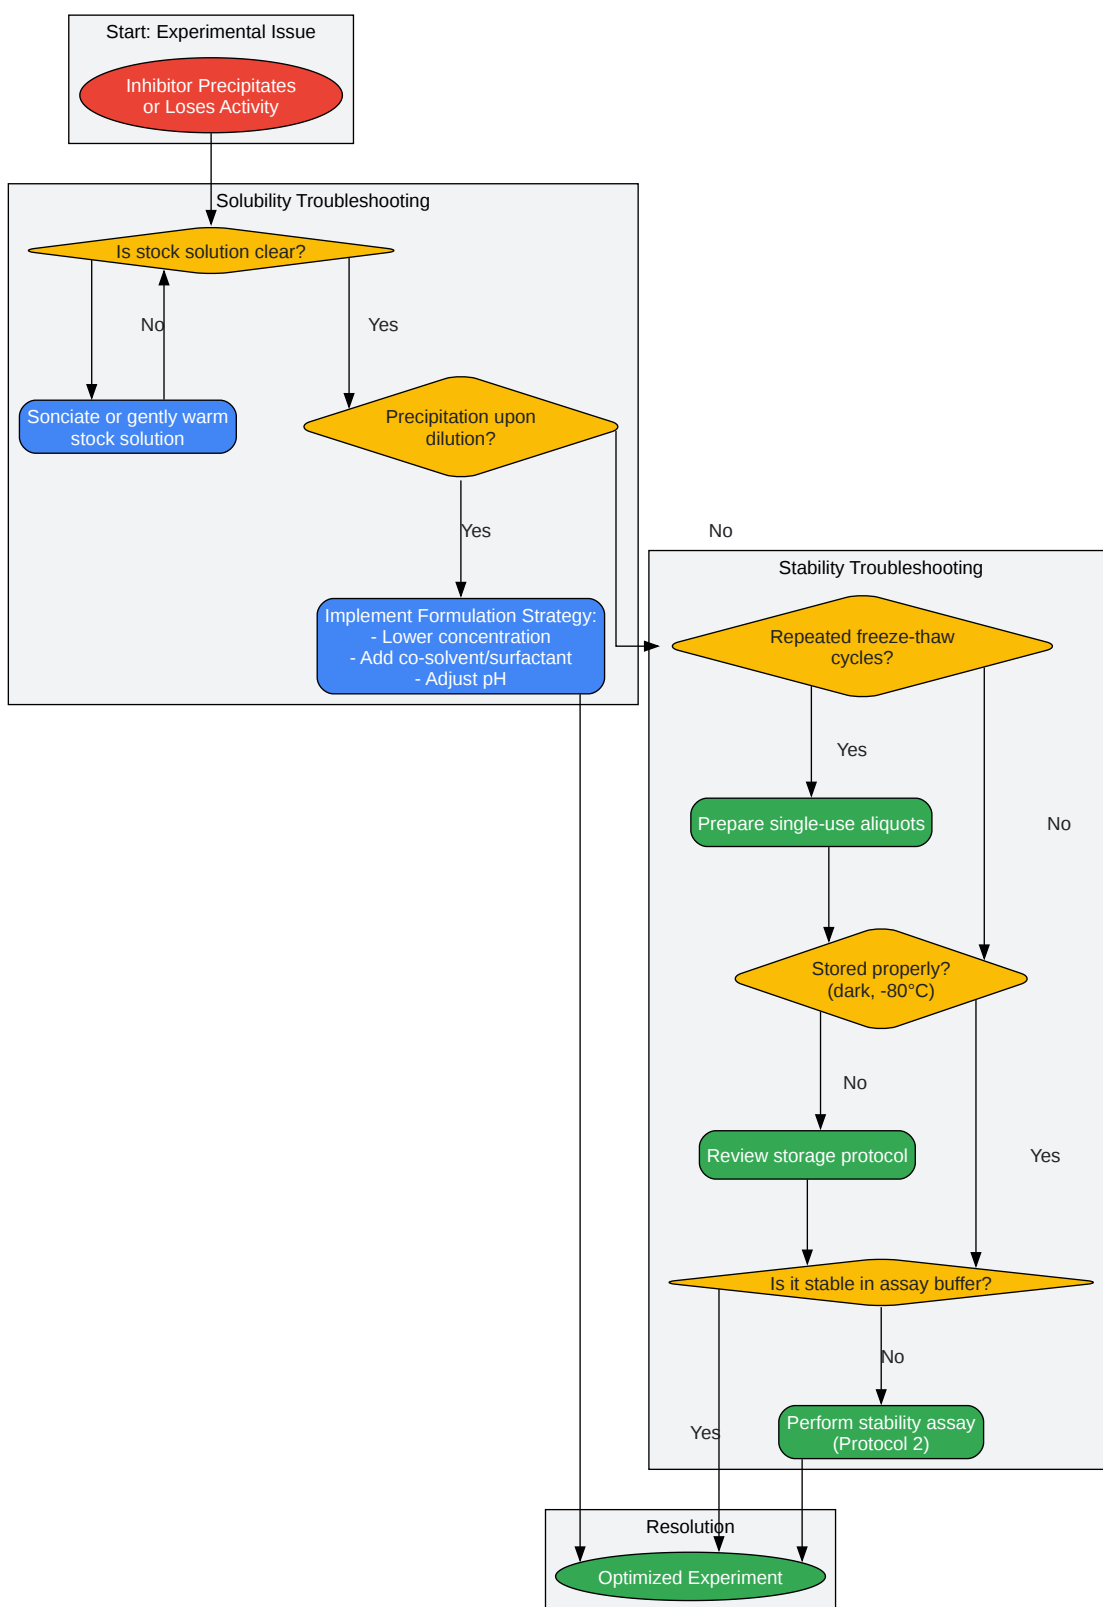 Start: Experimental Issue
Inhibitor Precipitates
or Loses Activity
Solubility Troubleshooting
Is stock solution clear?
No
Yes
Sonciate or gently warm
stock solution
Precipitation upon
dilution?
Yes
No
Implement Formulation Strategy:
- Lower concentration
- Add co-solvent/surfactant
- Adjust pH
Stability Troubleshooting
Repeated freeze-thaw
cycles?
Yes
No
Prepare single-use aliquots
Stored properly?
(dark, -80°C)
No
Yes
Review storage protocol
Is it stable in assay buffer?
No
Yes
Perform stability assay
(Protocol 2)
Resolution
Optimized Experiment